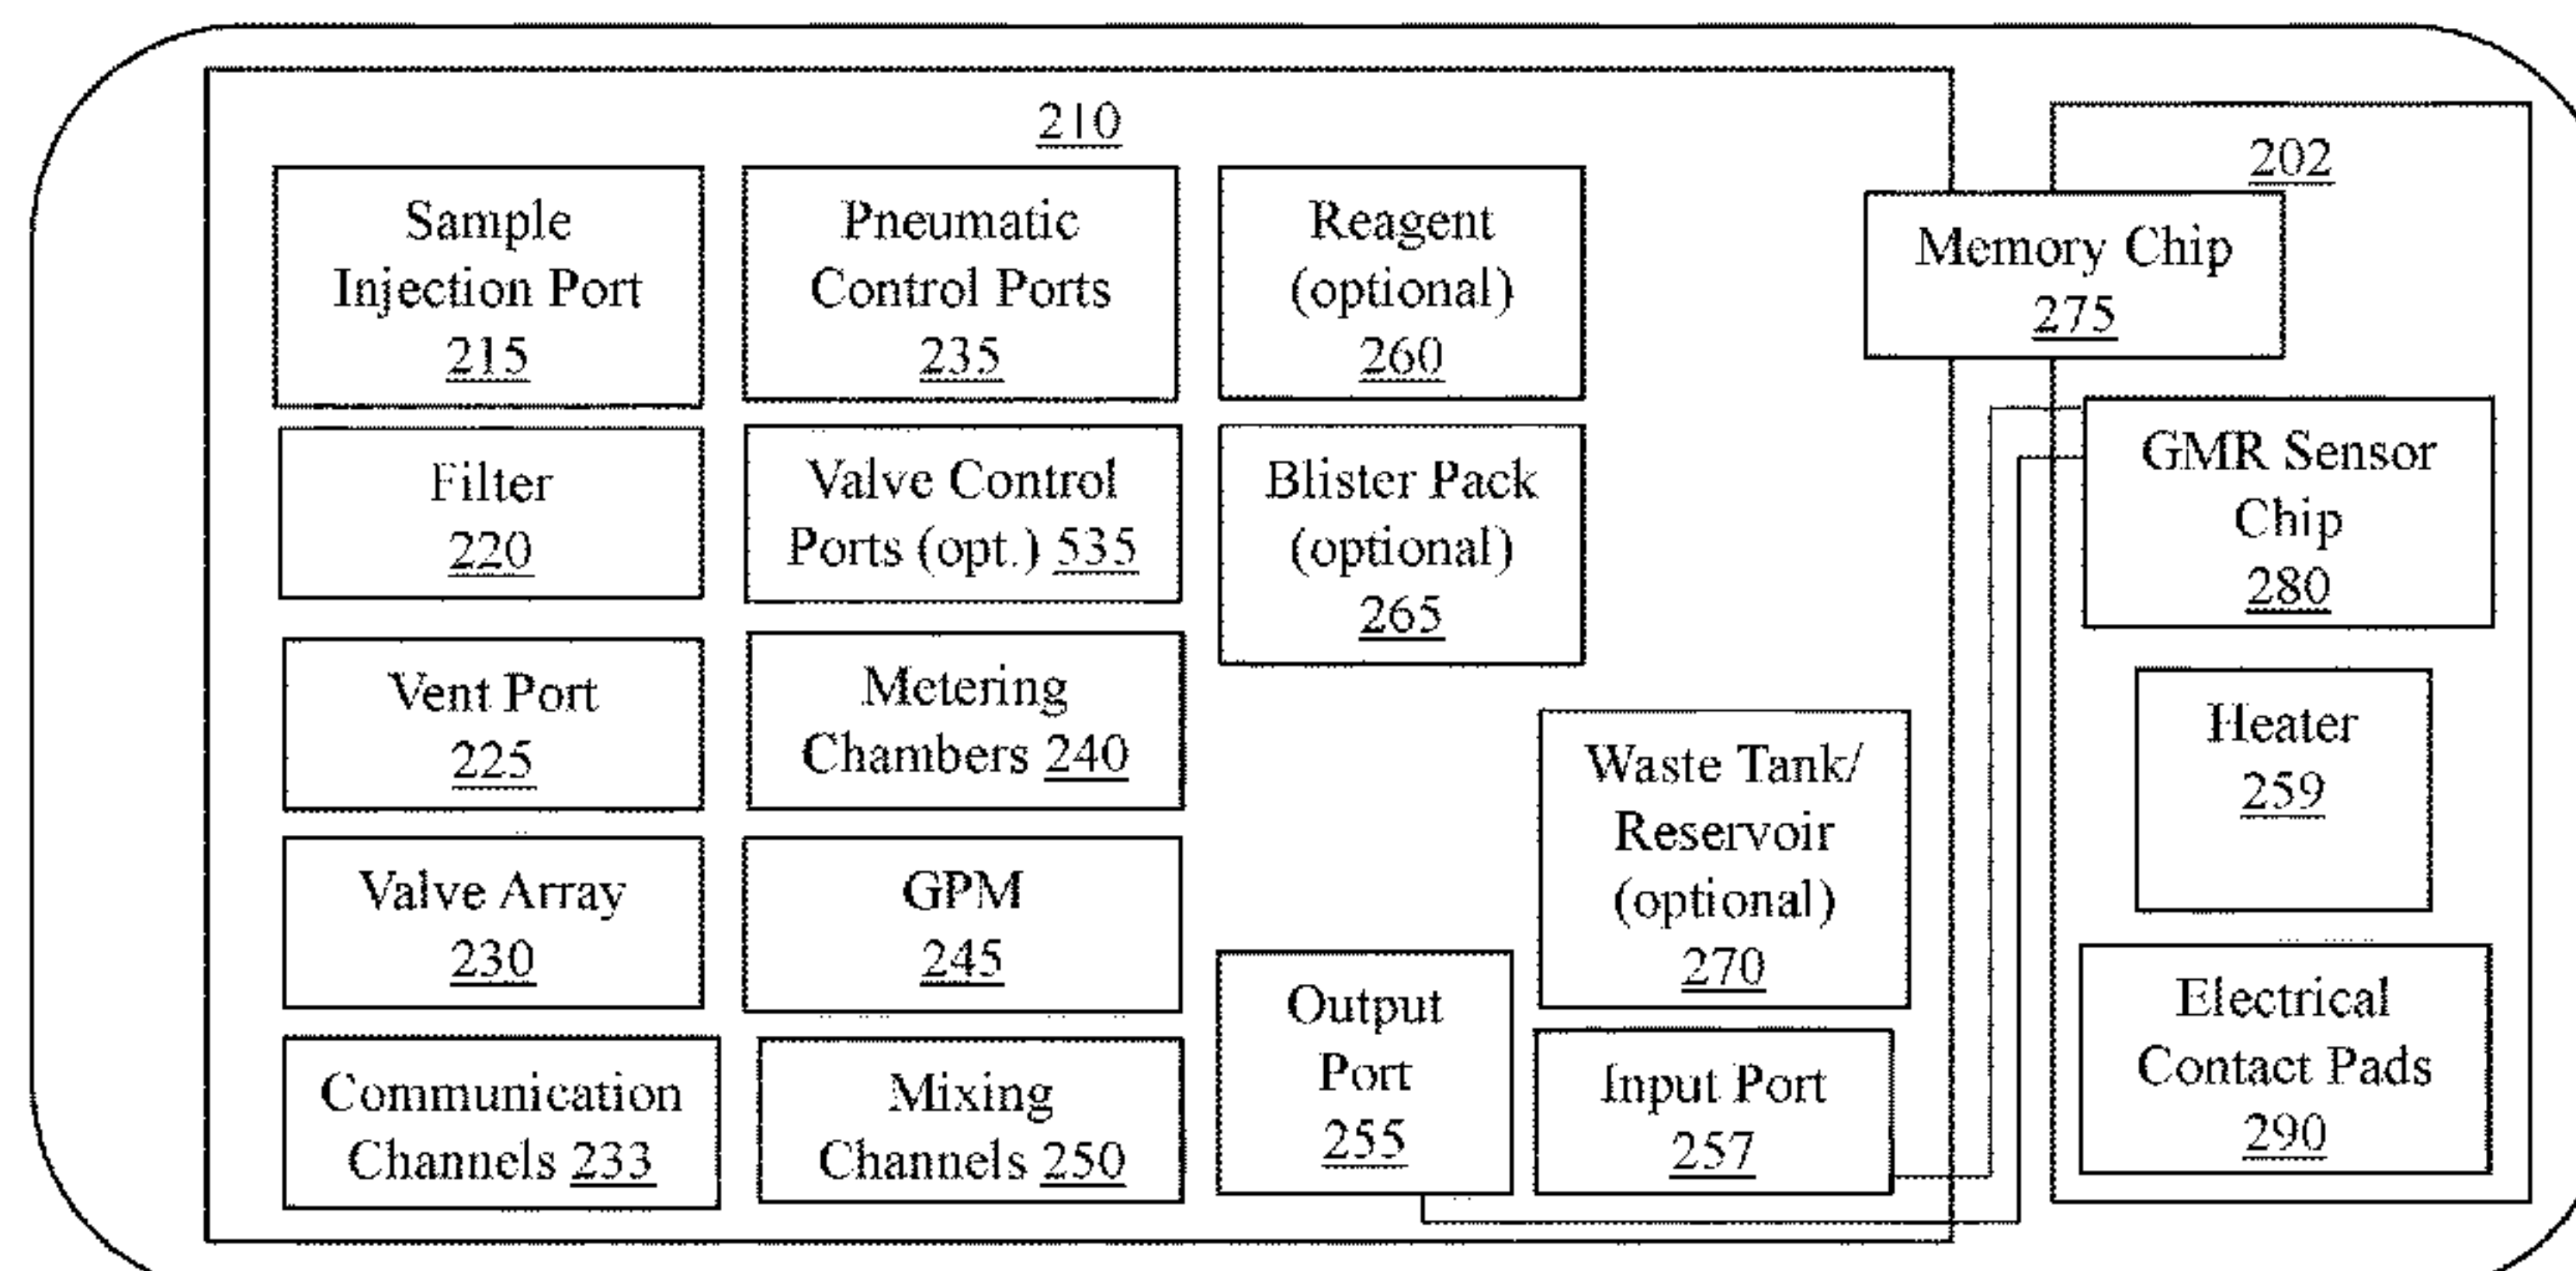 210
Sample
Injection Port
215
Pneumatic
Control Ports
235
Reagent
(optional)
260
Filter
220
Valve Control
Ports (opt.) 535
Blister Pack
(optional)
265
Vent Port
225
Metering
Chambers 240
Valve Array
230
GPM
245
Communication
Channels 233
Mixing
Channels 250
Output
Port
255
Waste Tank/
Reservoir
(optional)
270
Input Port
257
Memory Chip
275
202
GMR Sensor
Chip
280
Heater
259
Electrical
Contact Pads
290